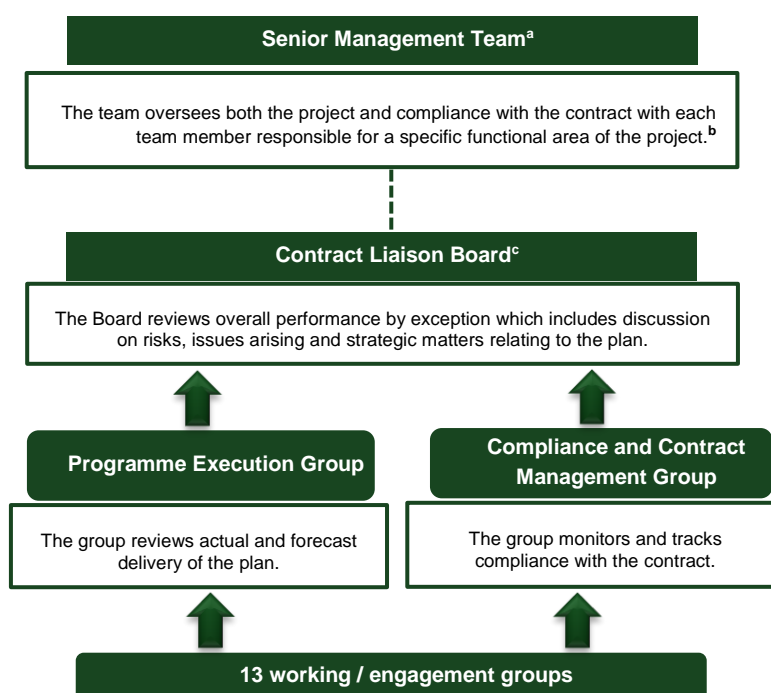 Senior Management Teamᵃ
The team oversees both the project and compliance with the contract with each
team member responsible for a specific functional area of the project.ᵇ
Contract Liaison Boardᶜ
The Board reviews overall performance by exception which includes discussion
on risks, issues arising and strategic matters relating to the plan.
Programme Execution Group
The group reviews actual and forecast
delivery of the plan.
Compliance and Contract
Management Group
The group monitors and tracks
compliance with the contract.
13 working / engagement groups